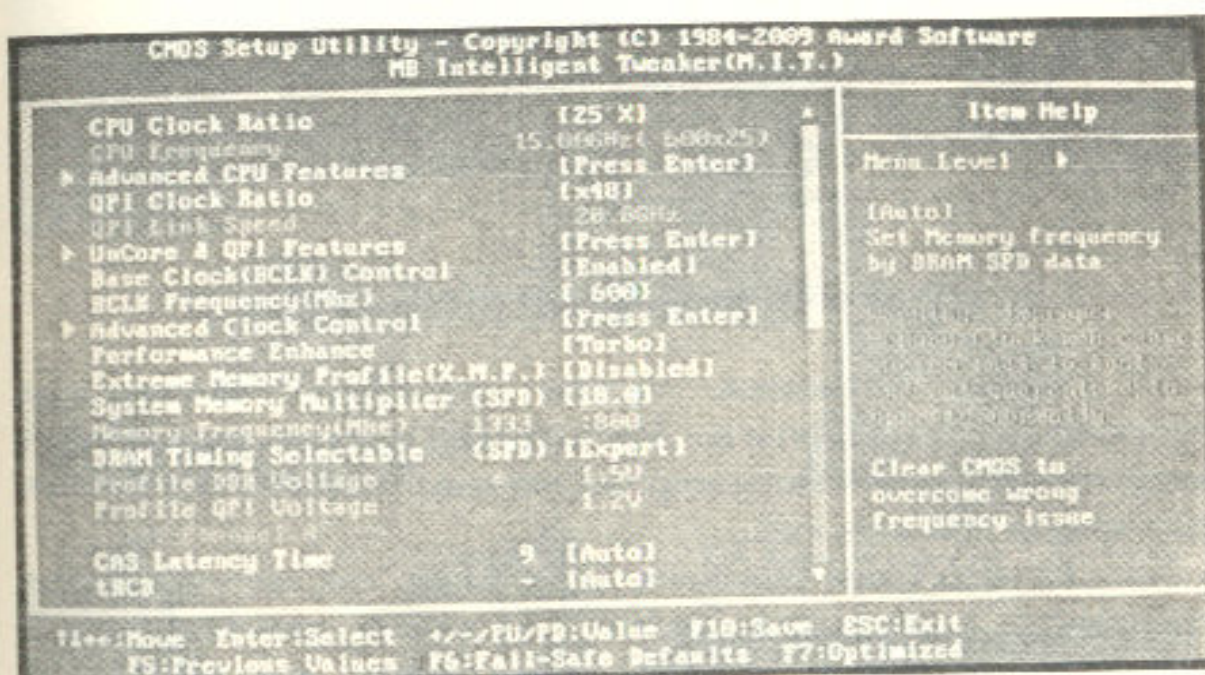 CMOS Setup Utility - Copyright (C) 1984-2009 Award Software
MB Intelligent Tweaker(M.I.T.)
CPU Clock Ratio [25 X]
CPU Frequency 15.00GHz( 600x25)
Advanced CPU Features [Press Enter]
QPI Clock Ratio [x48]
QPI Link Speed
UnCore & QPI Features [Press Enter]
Base Clock(BCLK) Control [Enabled]
BCLK Frequency(Mhz) [ 600]
Advanced Clock Control [Press Enter]
Performance Enhance [Turbo]
Extreme Memory Profile(X.M.P.) [Disabled]
System Memory Multiplier (SPD) [18.0]
Memory Frequency(Mhz) 1333
DRAM Timing Selectable (SPD) [Expert]
Profile DDR Voltage 1.5V
Profile QPI Voltage 1.2V
CAS Latency Time 9 [Auto]
tRCD - [Auto]
Item Help
Menu Level
[Auto]
Set Memory frequency
by DRAM SPD data
Clear CMOS to
overcome wrong
frequency issue
:Move Enter:Select +/-/PU/PD:Value F10:Save ESC:Exit
F5:Previous Values F6:Fail-Safe Defaults F7:Optimized